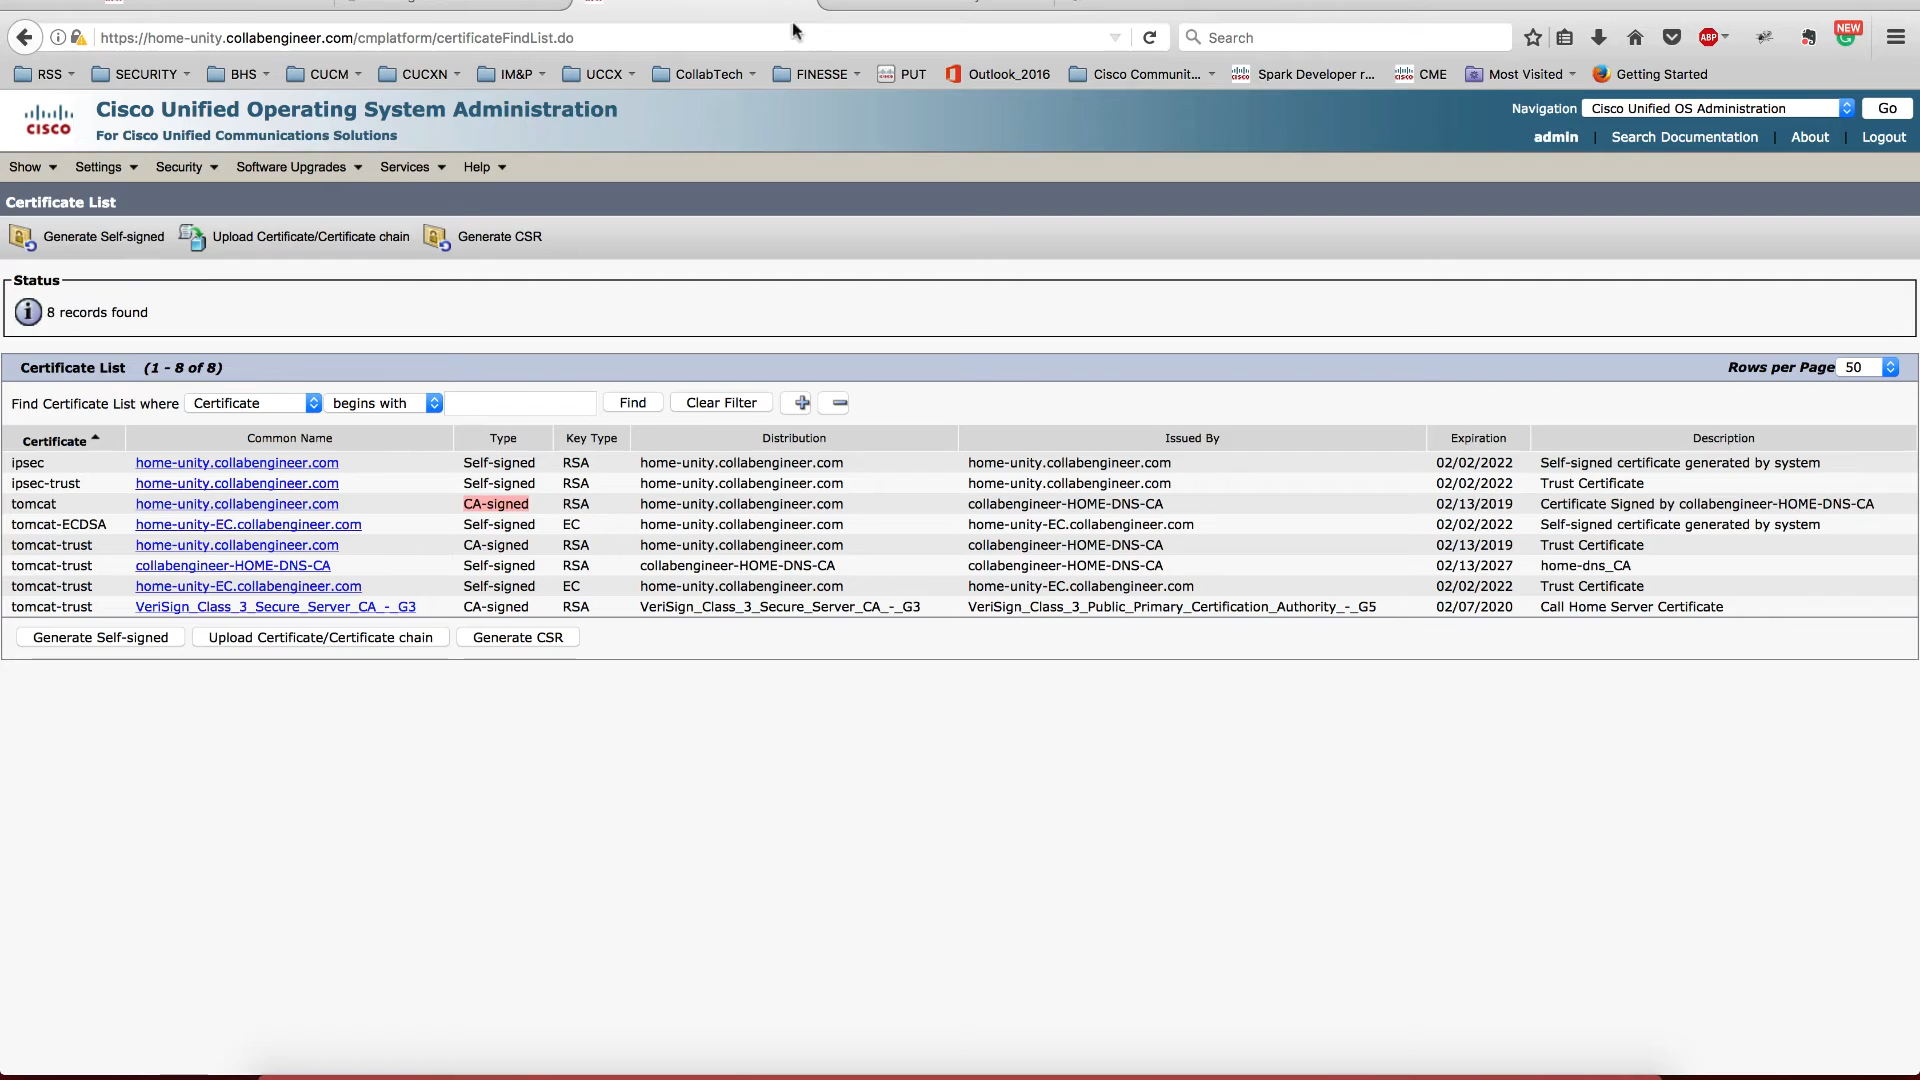 https://home-unity.collabengineer.com/cmplatform/certificateFindList.do Search NEW
RSS SECURITY BHS CUCM CUCXN IM&P UCCX CollabTech FINESSE PUT Outlook_2016 Cisco Communit... Spark Developer r... CME Most Visited Getting Started
ABP
CISCO
Cisco Unified Operating System Administration
For Cisco Unified Communications Solutions
Navigation Cisco Unified OS Administration Go
admin | Search Documentation | About | Logout
Show Settings Security Software Upgrades Services Help
Certificate List
Generate Self-signed Upload Certificate/Certificate chain Generate CSR
Status
8 records found
Certificate List (1 - 8 of 8) Rows per Page 50
Find Certificate List where Certificate begins with Find Clear Filter
Certificate Common Name Type Key Type Distribution Issued By Expiration Description
ipsec home-unity.collabengineer.com Self-signed RSA home-unity.collabengineer.com home-unity.collabengineer.com 02/02/2022 Self-signed certificate generated by system
ipsec-trust home-unity.collabengineer.com Self-signed RSA home-unity.collabengineer.com home-unity.collabengineer.com 02/02/2022 Trust Certificate
tomcat home-unity.collabengineer.com CA-signed RSA home-unity.collabengineer.com collabengineer-HOME-DNS-CA 02/13/2019 Certificate Signed by collabengineer-HOME-DNS-CA
tomcat-ECDSA home-unity-EC.collabengineer.com Self-signed EC home-unity.collabengineer.com home-unity-EC.collabengineer.com 02/02/2022 Self-signed certificate generated by system
tomcat-trust home-unity.collabengineer.com CA-signed RSA home-unity.collabengineer.com collabengineer-HOME-DNS-CA 02/13/2019 Trust Certificate
tomcat-trust collabengineer-HOME-DNS-CA Self-signed RSA collabengineer-HOME-DNS-CA collabengineer-HOME-DNS-CA 02/13/2027 home-dns_CA
tomcat-trust home-unity-EC.collabengineer.com Self-signed EC home-unity.collabengineer.com home-unity-EC.collabengineer.com 02/02/2022 Trust Certificate
tomcat-trust VeriSign_Class_3_Secure_Server_CA_-_G3 CA-signed RSA VeriSign_Class_3_Secure_Server_CA_-_G3 VeriSign_Class_3_Public_Primary_Certification_Authority_-_G5 02/07/2020 Call Home Server Certificate
Generate Self-signed Upload Certificate/Certificate chain Generate CSR